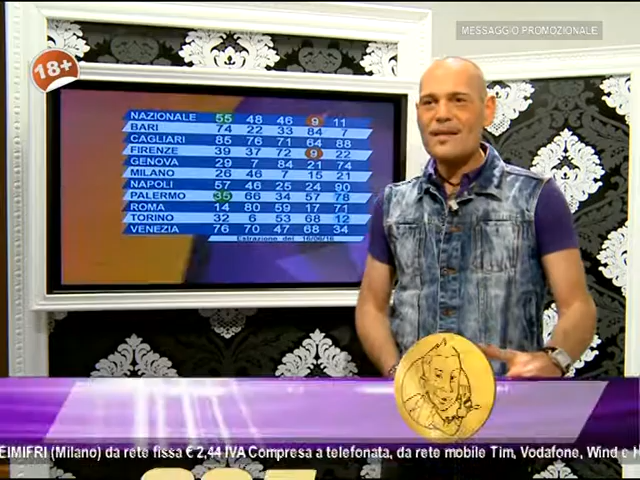 MESSAGGIO PROMOZIONALE
18+
NAZIONALE 55 48 46 9 11
BARI 74 22 33 84 7
CAGLIARI 85 76 71 64 88
FIRENZE 39 37 72 9 22
GENOVA 29 7 84 21 74
MILANO 26 46 7 15 21
NAPOLI 57 46 25 24 90
PALERMO 35 66 34 57 78
ROMA 14 80 59 17 71
TORINO 32 6 53 68 12
VENEZIA 76 70 47 68 34
Estrazione del 16/06/16
EIMIFRI (Milano) da rete fissa € 2,44 IVA Compresa a telefonata, da rete mobile Tim, Vodafone, Wind e H